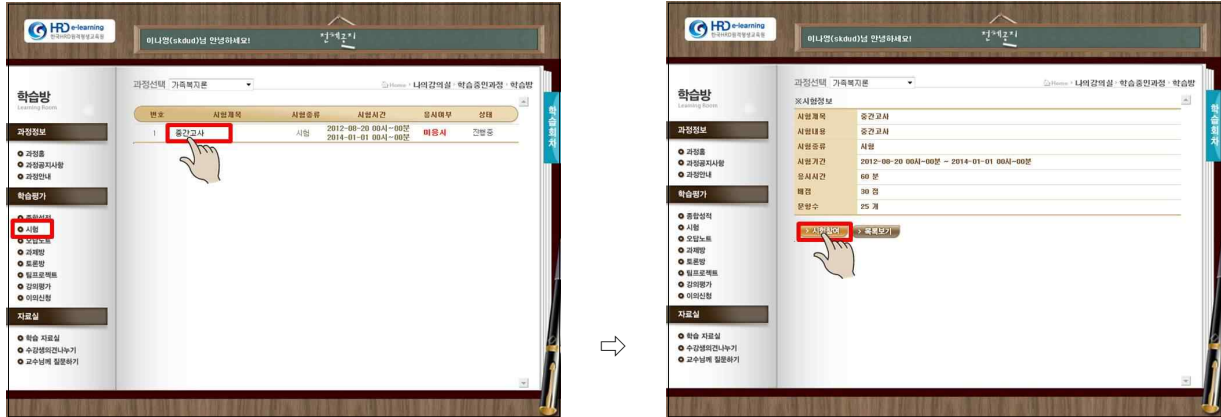 HRD e-learning
한국HRD원격평생교육원
이나영(skdud)님 안녕하세요!
전체공지
학습방
Learning Room
과정선택 가족복지론
Home > 나의강의실 > 학습중인과정 > 학습방
학습회차
번호 시험제목 시험종류 시험시간 응시여부 상태
1 중간고사 시험 2012-08-20 00시-00분 미응시 진행중
2014-01-01 00시-00분
과정정보
과정홈
과정공지사항
과정안내
학습평가
종합성적
시험
오답노트
과제방
토론방
팀프로젝트
강의평가
이의신청
자료실
학습 자료실
수강생의견나누기
교수님께 질문하기
⇨
HRD e-learning
한국HRD원격평생교육원
이나영(skdud)님 안녕하세요!
전체공지
학습방
Learning Room
과정선택 가족복지론
Home > 나의강의실 > 학습중인과정 > 학습방
학습회차
※시험정보
시험제목 중간고사
시험내용 중간고사
시험종류 시험
시험기간 2012-08-20 00시-00분 ~ 2014-01-01 00시-00분
응시시간 60 분
배점 30 점
문항수 25 개
> 시험참여 > 목록보기
과정정보
과정홈
과정공지사항
과정안내
학습평가
종합성적
시험
오답노트
과제방
토론방
팀프로젝트
강의평가
이의신청
자료실
학습 자료실
수강생의견나누기
교수님께 질문하기